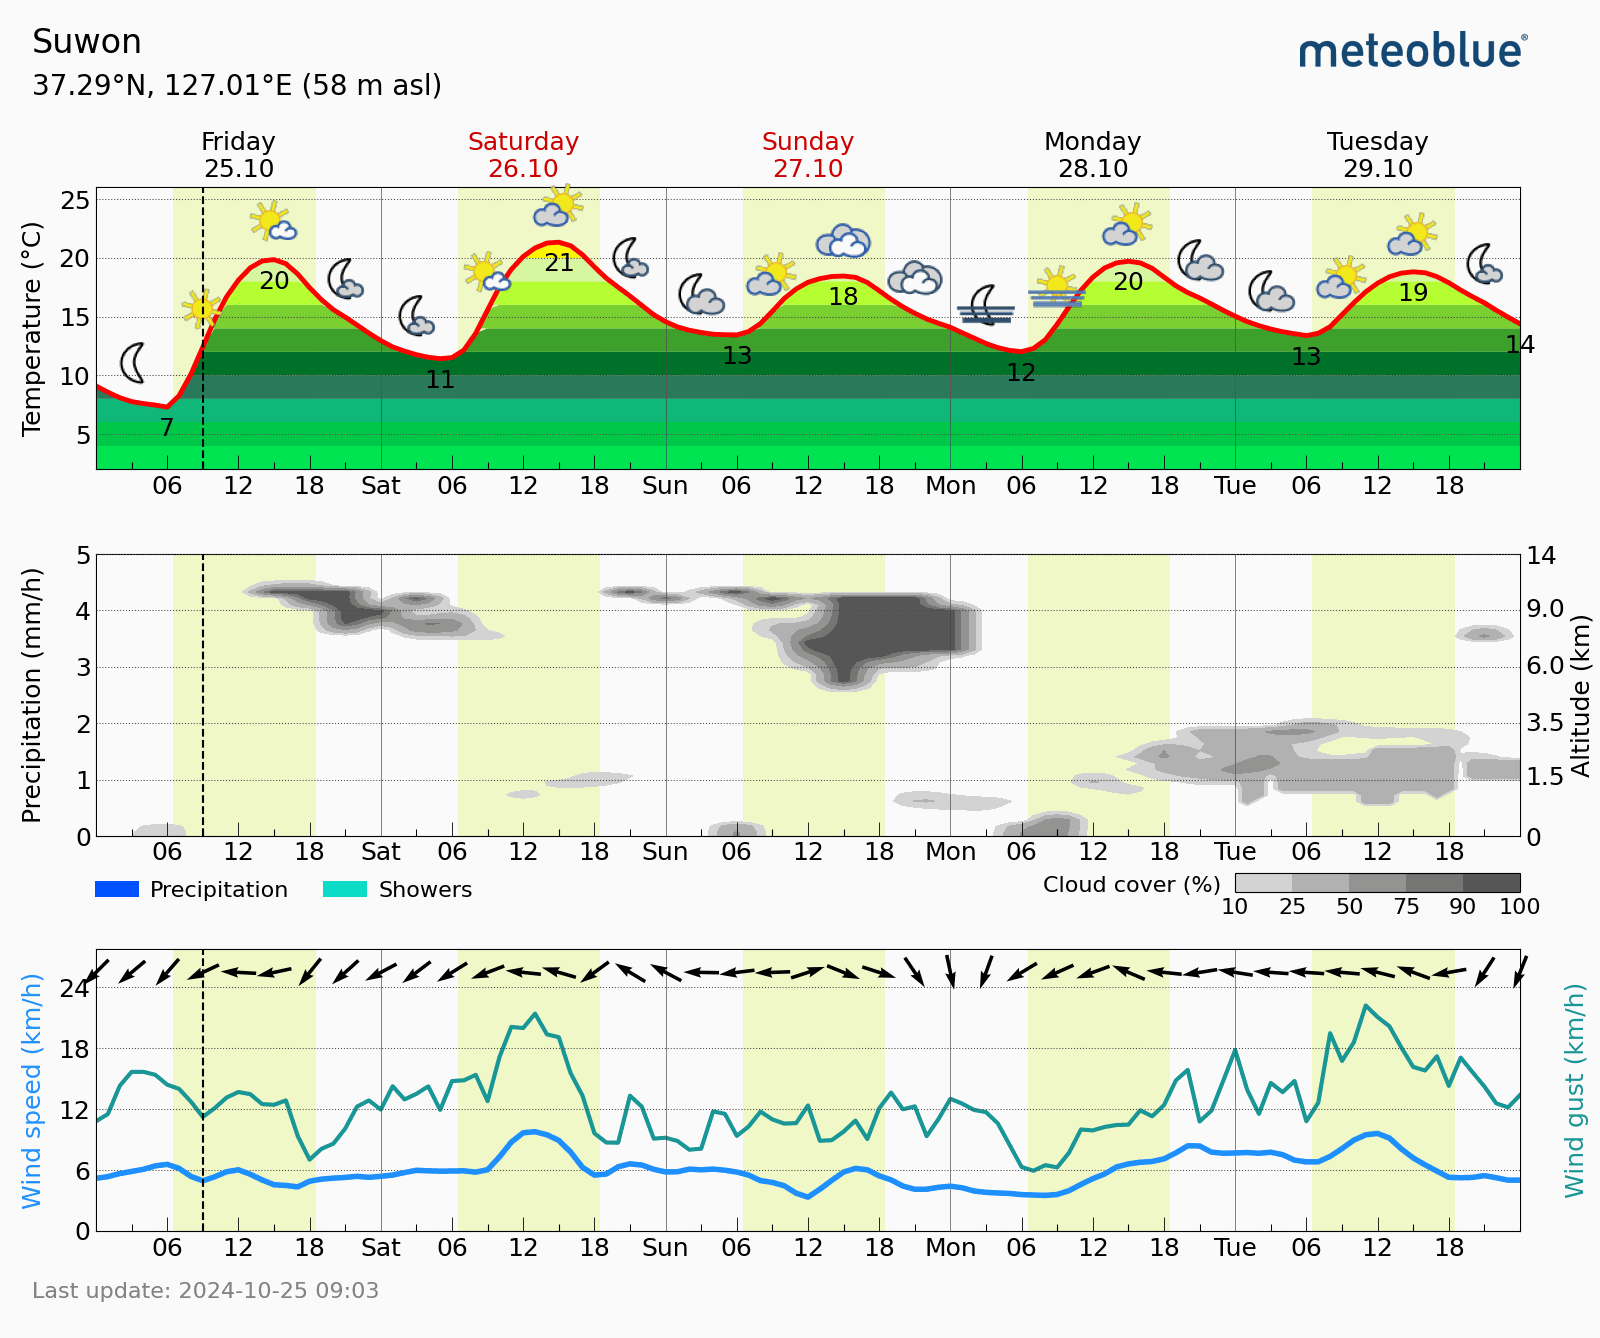 Suwon
37.29°N, 127.01°E (58 m asl)
meteoblue®
Friday Saturday Sunday Monday Tuesday
25.10 26.10 27.10 28.10 29.10
Temperature (°C)
25
20
15
10
5
20 21 18 20 19
7 11 13 12 13 14
06 12 18 Sat 06 12 18 Sun 06 12 18 Mon 06 12 18 Tue 06 12 18
Precipitation (mm/h)
5
4
3
2
1
0
14
9.0
6.0
3.5
1.5
0
Altitude (km)
06 12 18 Sat 06 12 18 Sun 06 12 18 Mon 06 12 18 Tue 06 12 18
Precipitation Showers Cloud cover (%)
10 25 50 75 90 100
Wind speed (km/h)
24
18
12
6
0
Wind gust (km/h)
06 12 18 Sat 06 12 18 Sun 06 12 18 Mon 06 12 18 Tue 06 12 18
Last update: 2024-10-25 09:03